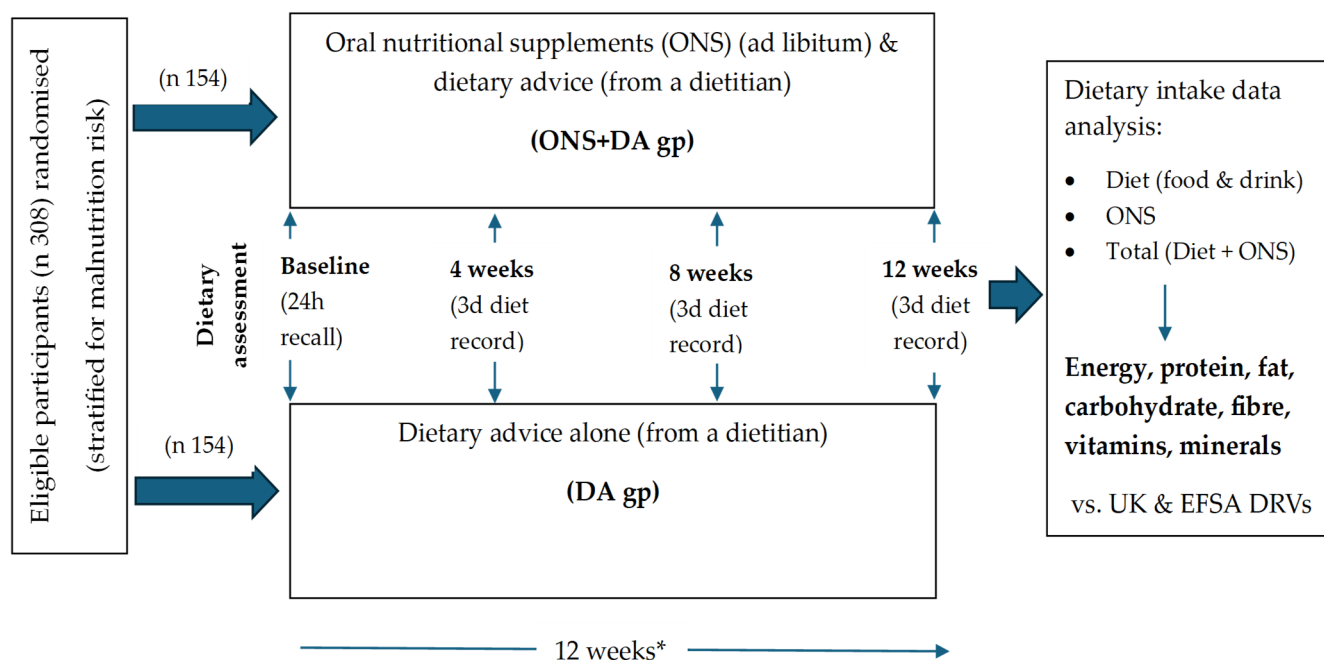 Eligible participants (n 308) randomised
(stratified for malnutrition risk)
(n 154)
(n 154)
Oral nutritional supplements (ONS) (ad libitum) &
dietary advice (from a dietitian)
(ONS+DA gp)
Dietary
assessment
Baseline
(24h
recall)
4 weeks
(3d diet
record)
8 weeks
(3d diet
record)
12 weeks
(3d diet
record)
Dietary advice alone (from a dietitian)
(DA gp)
12 weeks*
Dietary intake data
analysis:
• Diet (food & drink)
• ONS
• Total (Diet + ONS)
Energy, protein, fat,
carbohydrate, fibre,
vitamins, minerals
vs. UK & EFSA DRVs